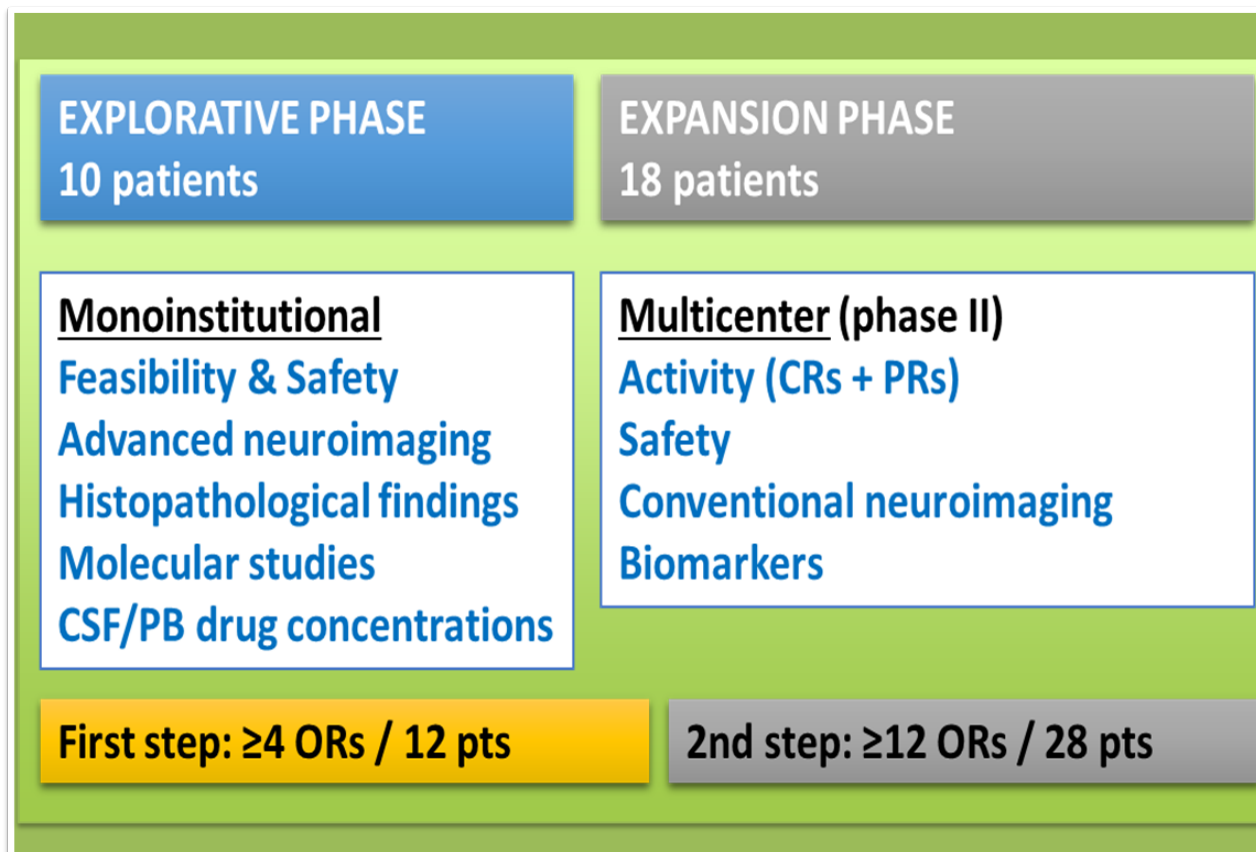 EXPLORATIVE PHASE
10 patients
EXPANSION PHASE
18 patients
Monoinstitutional
Feasibility & Safety
Advanced neuroimaging
Histopathological findings
Molecular studies
CSF/PB drug concentrations
Multicenter (phase II)
Activity (CRs + PRs)
Safety
Conventional neuroimaging
Biomarkers
First step: ≥4 ORs / 12 pts
2nd step: ≥12 ORs / 28 pts